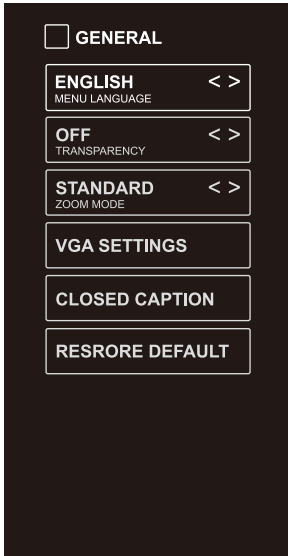 GENERAL
ENGLISH < >
MENU LANGUAGE
OFF < >
TRANSPARENCY
STANDARD < >
ZOOM MODE
VGA SETTINGS
CLOSED CAPTION
RESRORE DEFAULT